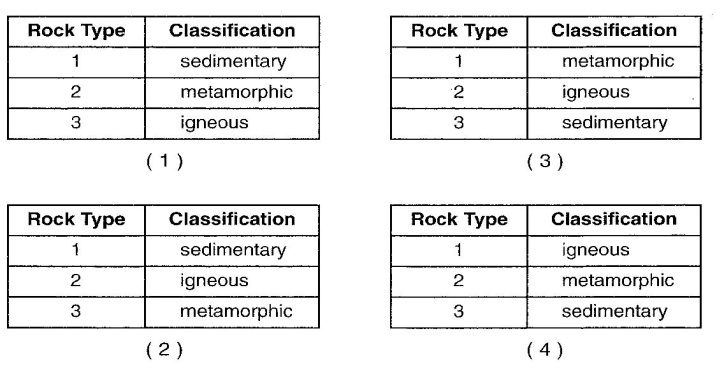 Rock Type Classification
1 sedimentary
2 metamorphic
3 igneous
( 1 )
Rock Type Classification
1 metamorphic
2 igneous
3 sedimentary
( 3 )
Rock Type Classification
1 sedimentary
2 igneous
3 metamorphic
( 2 )
Rock Type Classification
1 igneous
2 metamorphic
3 sedimentary
( 4 )